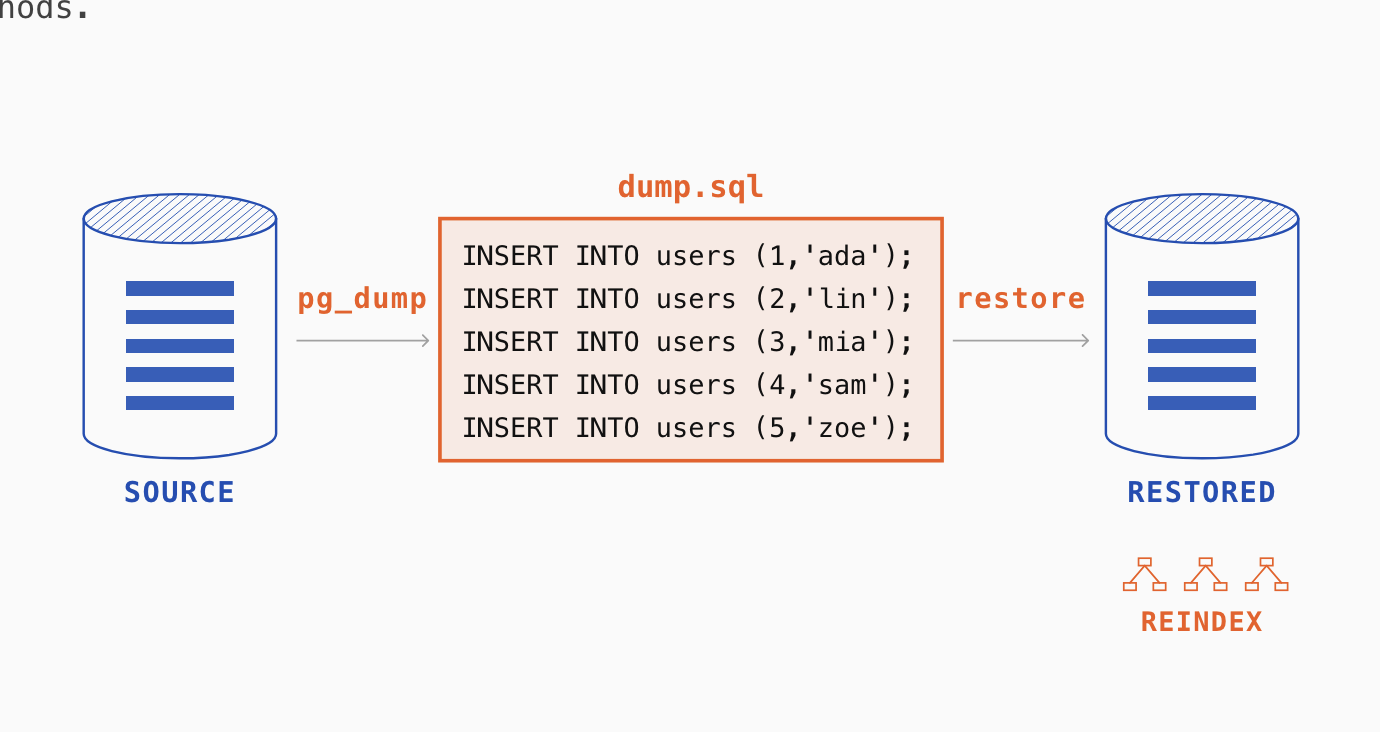 dump.sql
INSERT INTO users (1,'ada');
INSERT INTO users (2,'lin');
INSERT INTO users (3,'mia');
INSERT INTO users (4,'sam');
INSERT INTO users (5,'zoe');
pg_dump
restore
SOURCE
RESTORED
REINDEX